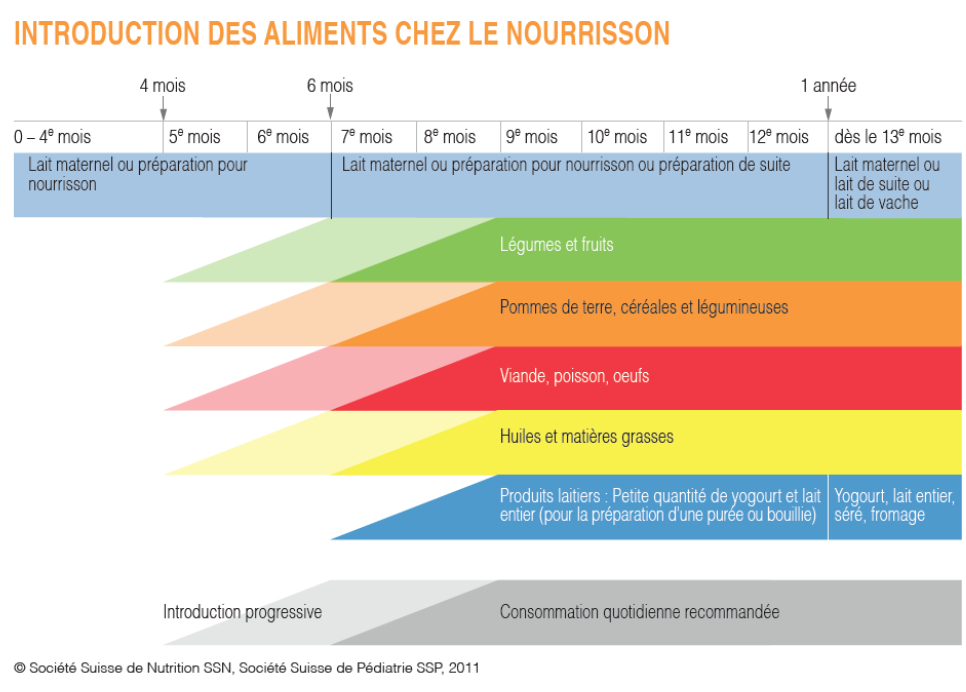 INTRODUCTION DES ALIMENTS CHEZ LE NOURRISSON
4 mois
6 mois
1 année
0 – 4e mois
5e mois
6e mois
7e mois
8e mois
9e mois
10e mois
11e mois
12e mois
dès le 13e mois
Lait maternel ou préparation pour
nourrisson
Lait maternel ou préparation pour nourrisson ou préparation de suite
Lait maternel ou
lait de suite ou
lait de vache
Légumes et fruits
Pommes de terre, céréales et légumineuses
Viande, poisson, oeufs
Huiles et matières grasses
Produits laitiers : Petite quantité de yogourt et lait
entier (pour la préparation d'une purée ou bouillie)
Yogourt, lait entier,
séré, fromage
Introduction progressive
Consommation quotidienne recommandée
© Société Suisse de Nutrition SSN, Société Suisse de Pédiatrie SSP, 2011